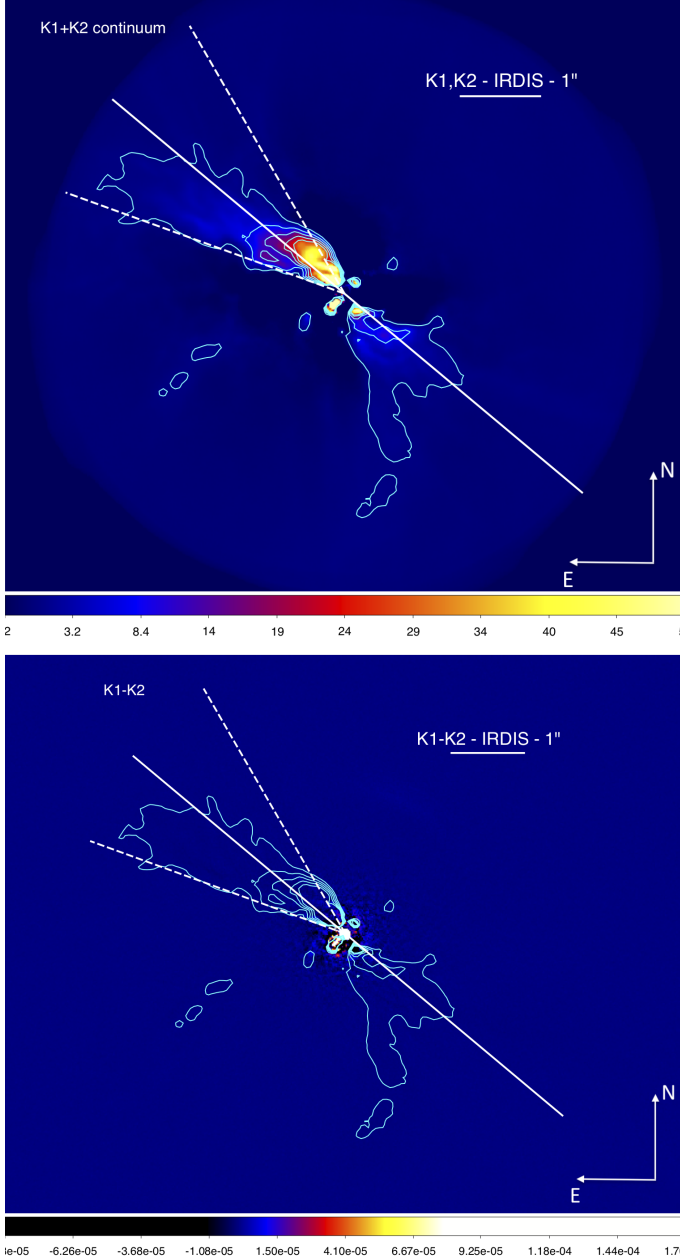 K1+K2 continuum
K1,K2 - IRDIS - 1"
N
E
3.2 8.4 14 19 24 29 34 40 45
K1-K2
K1-K2 - IRDIS - 1"
N
E
-6.26e-05 -3.68e-05 -1.08e-05 1.50e-05 4.10e-05 6.67e-05 9.25e-05 1.18e-04 1.44e-04